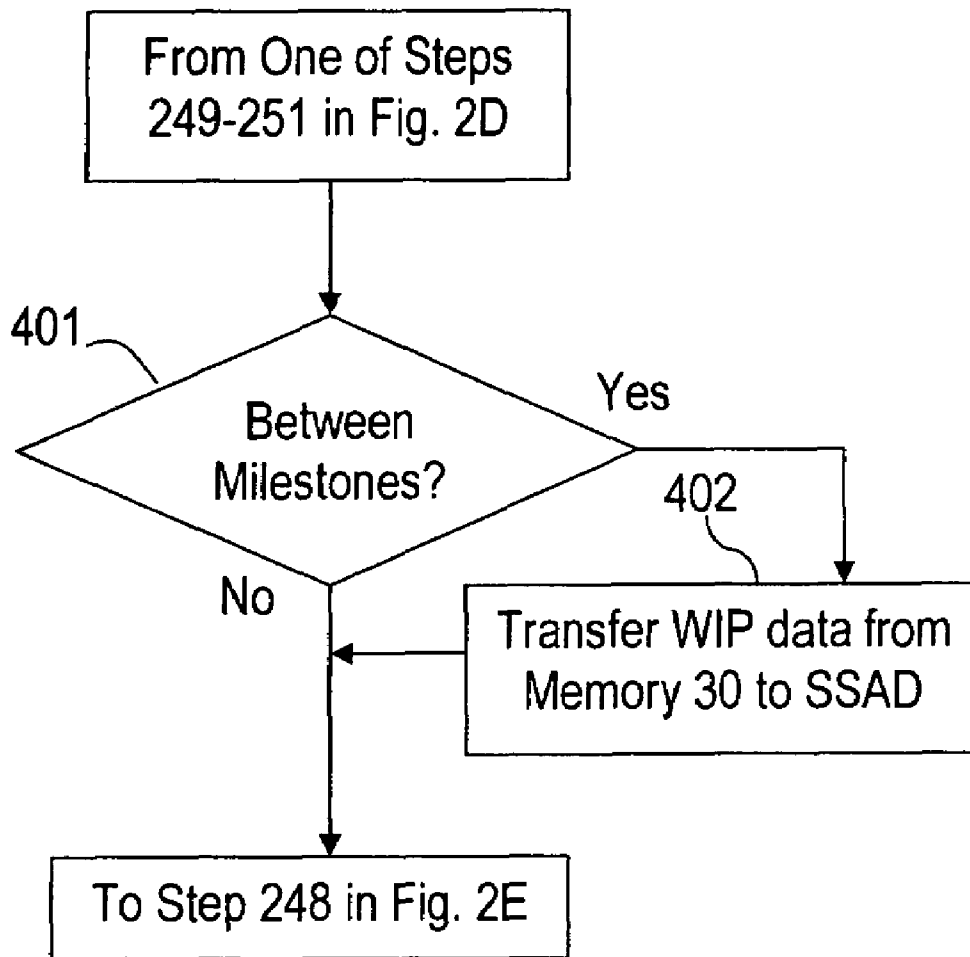 From One of Steps
249-251 in Fig. 2D
401
Yes
Between
Milestones?
402
No
Transfer WIP data from
Memory 30 to SSAD
To Step 248 in Fig. 2E